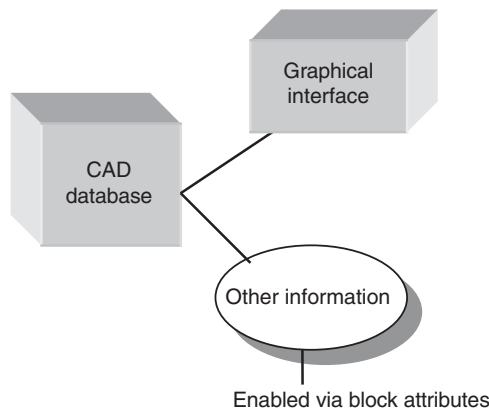 Graphical
interface
CAD
database
Other information
Enabled via block attributes